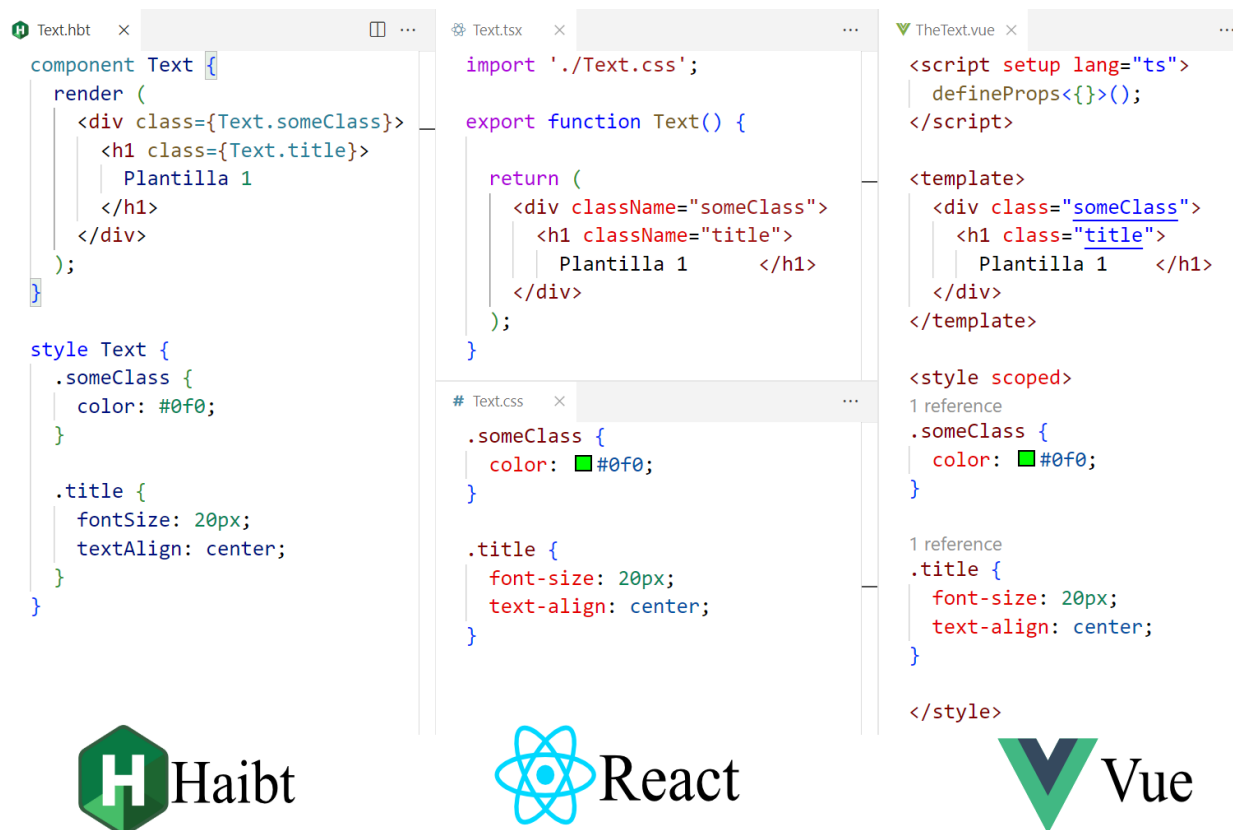 Text.hbt
component Text {
render (
<div class={Text.someClass}>
<h1 class={Text.title}>
Plantilla 1
</h1>
</div>
);
}
style Text {
.someClass {
color: #0f0;
}
.title {
fontSize: 20px;
textAlign: center;
}
}
Haibt
Text.tsx
import './Text.css';
export function Text() {
return (
<div className="someClass">
<h1 className="title">
Plantilla 1 </h1>
</div>
);
}
# Text.css
.someClass {
color: #0f0;
}
.title {
font-size: 20px;
text-align: center;
}
React
TheText.vue
<script setup lang="ts">
defineProps<{}>();
</script>
<template>
<div class="someClass">
<h1 class="title">
Plantilla 1 </h1>
</div>
</template>
<style scoped>
1 reference
.someClass {
color: #0f0;
}
1 reference
.title {
font-size: 20px;
text-align: center;
}
</style>
Vue